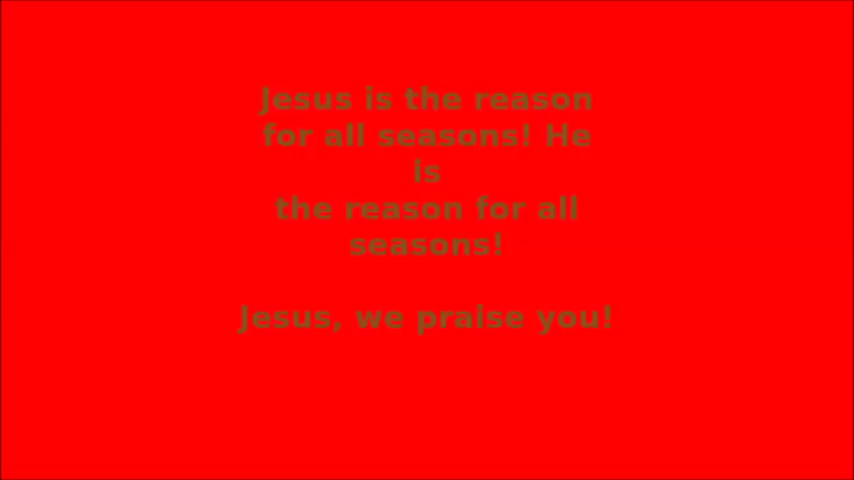 Jesus is the reason
for all seasons! He
is
the reason for all
seasons!
Jesus, we praise you!